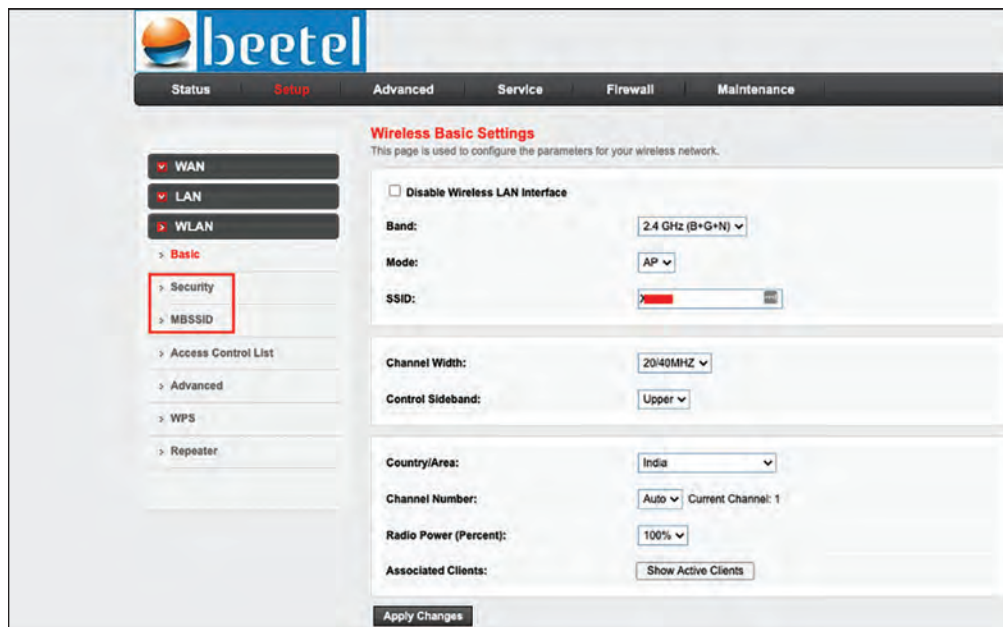 beetel
Status Setup Advanced Service Firewall Maintenance
Wireless Basic Settings
This page is used to configure the parameters for your wireless network.
WAN
LAN
WLAN
Basic
Security
MBSSID
Access Control List
Advanced
WPS
Repeater
Disable Wireless LAN Interface
Band: 2.4 GHz (B+G+N)
Mode: AP
SSID:
Channel Width: 20/40MHZ
Control Sideband: Upper
Country/Area: India
Channel Number: Auto Current Channel: 1
Radio Power (Percent): 100%
Associated Clients: Show Active Clients
Apply Changes